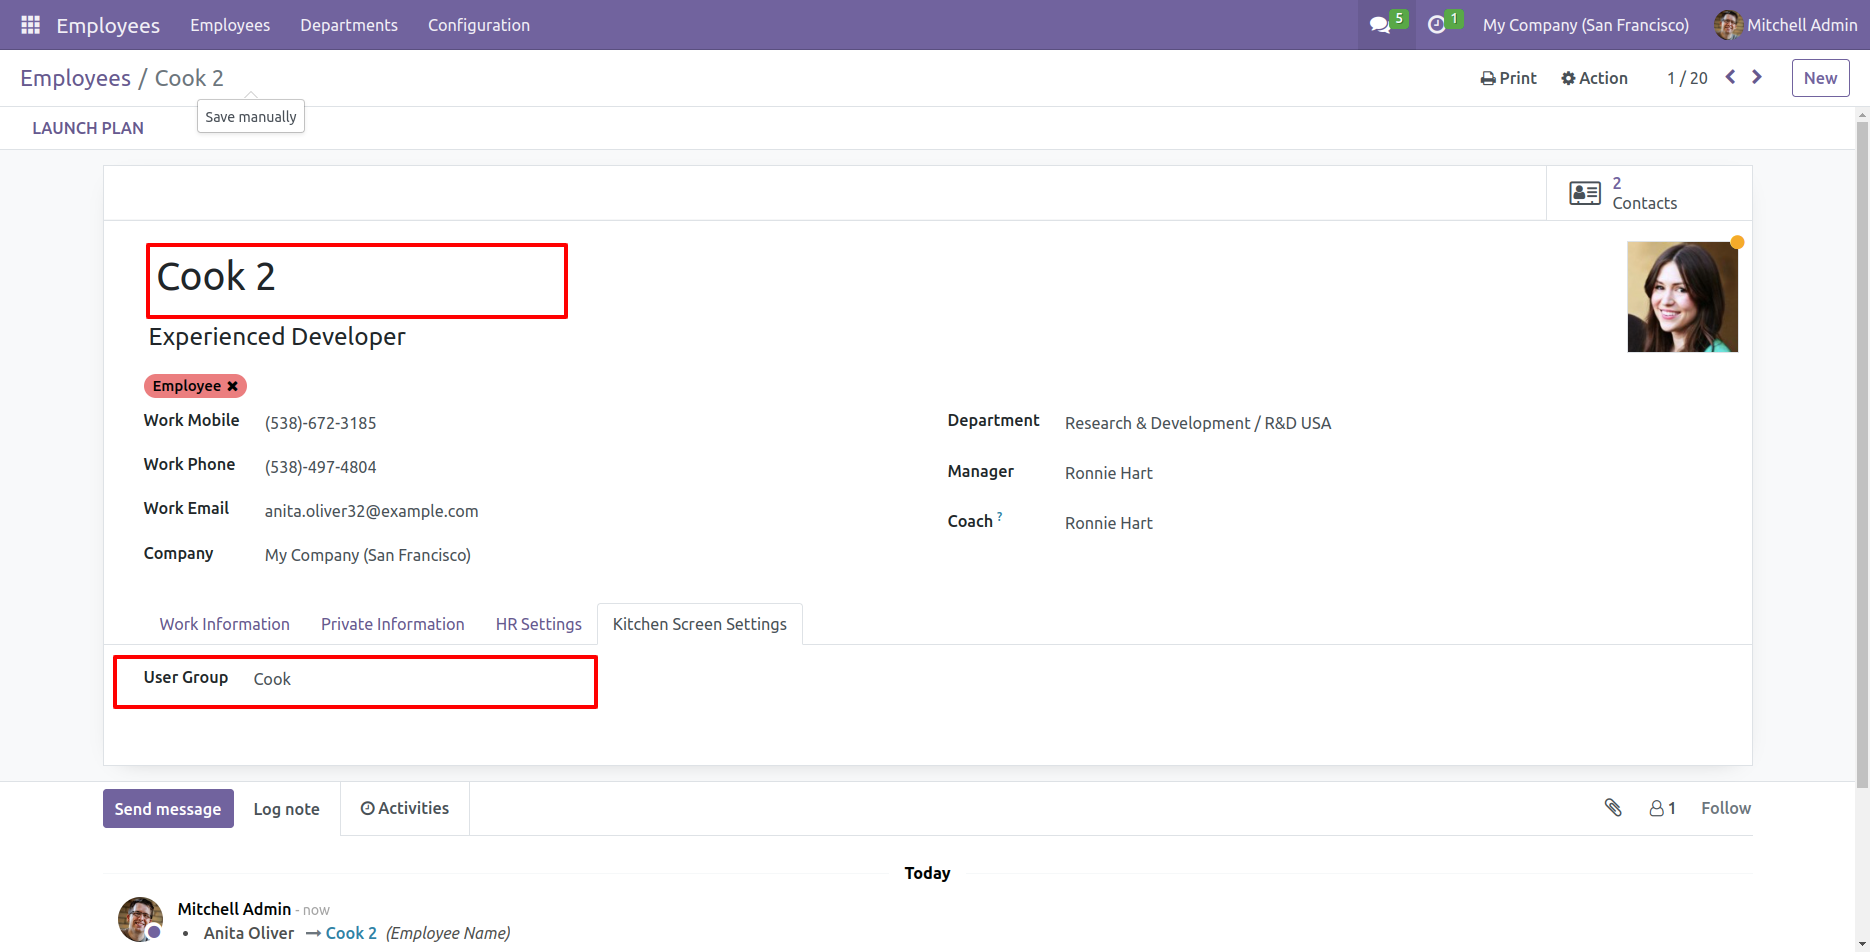 Employees Employees Departments Configuration 5 1 My Company (San Francisco) Mitchell Admin
Employees / Cook 2 Print Action 1 / 20 New
Save manually
LAUNCH PLAN
2
Contacts
Cook 2
Experienced Developer
Employee ✖
Work Mobile (538)-672-3185 Department Research & Development / R&D USA
Work Phone (538)-497-4804 Manager Ronnie Hart
Work Email anita.oliver32@example.com Coach ? Ronnie Hart
Company My Company (San Francisco)
Work Information Private Information HR Settings Kitchen Screen Settings
User Group Cook
Send message Log note Activities 1 Follow
Today
Mitchell Admin - now
• Anita Oliver → Cook 2 (Employee Name)